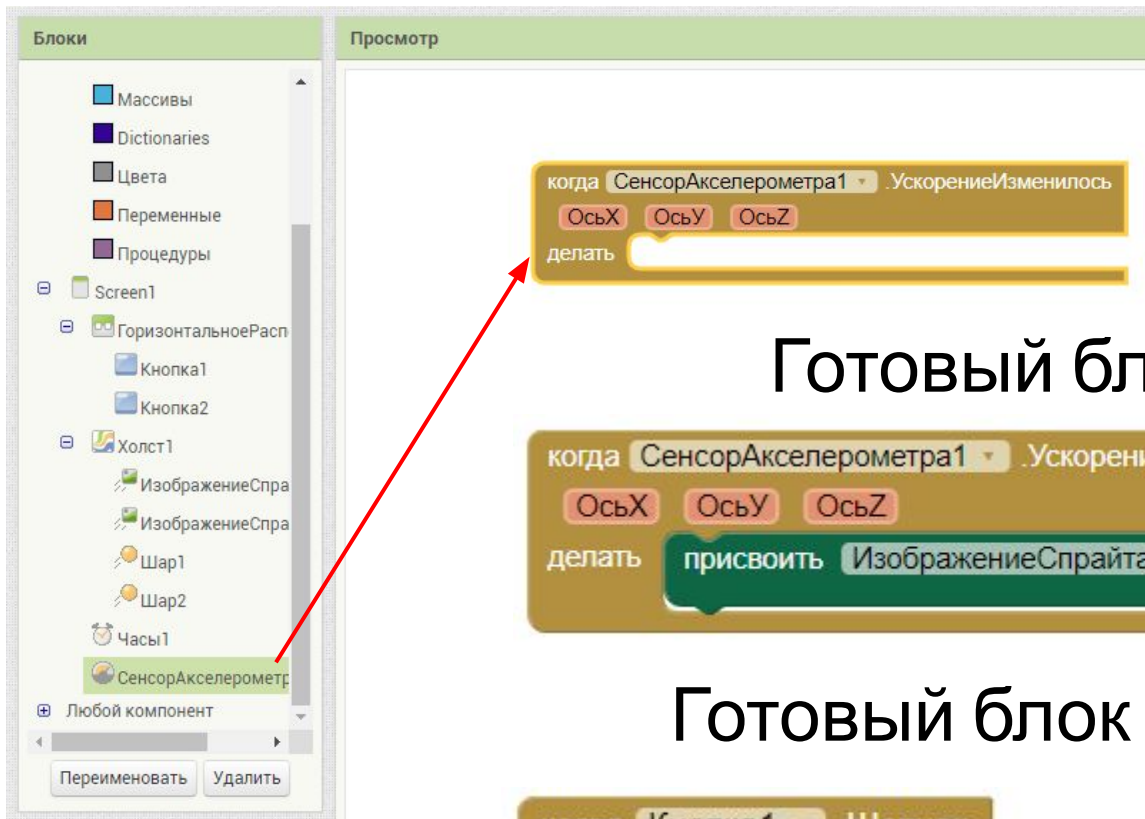 Блоки
Просмотр
Массивы
Dictionaries
Цвета
Переменные
Процедуры
Screen1
ГоризонтальноеРасп
Кнопка1
Кнопка2
Холст1
ИзображениеСпра
ИзображениеСпра
Шар1
Шар2
Часы1
СенсорАкселерометр
Любой компонент
Переименовать Удалить
когда СенсорАкселерометра1 .УскорениеИзменилось
ОсьX ОсьУ ОсьZ
делать
Готовый бл
когда СенсорАкселерометра1 .Ускорени
ОсьX ОсьУ ОсьZ
делать присвоить ИзображениеСпрайта
Готовый блок